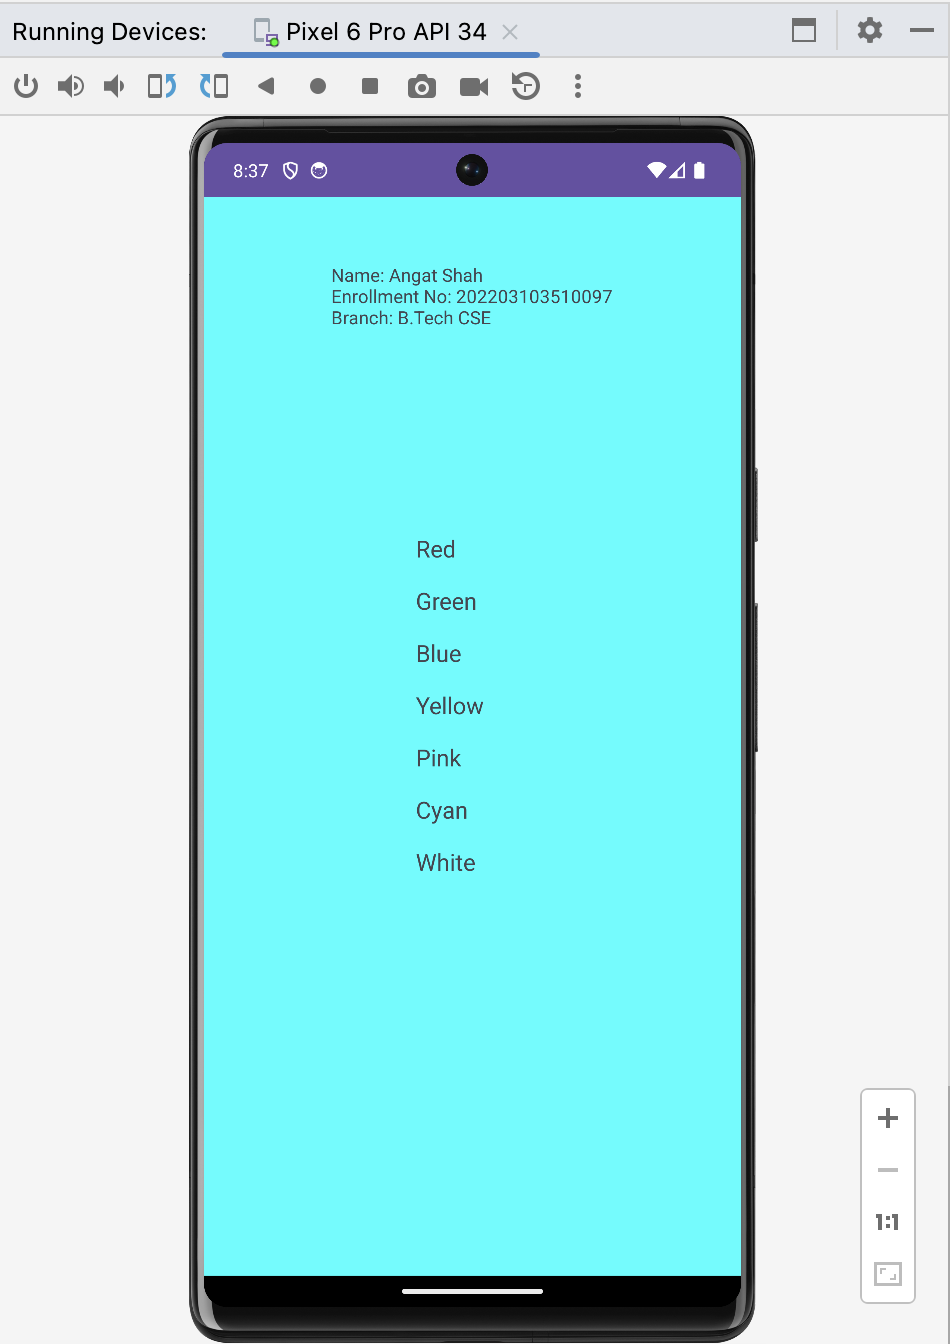 Running Devices:
Pixel 6 Pro API 34
8:37
Name: Angat Shah
Enrollment No: 202203103510097
Branch: B.Tech CSE
Red
Green
Blue
Yellow
Pink
Cyan
White
1:1